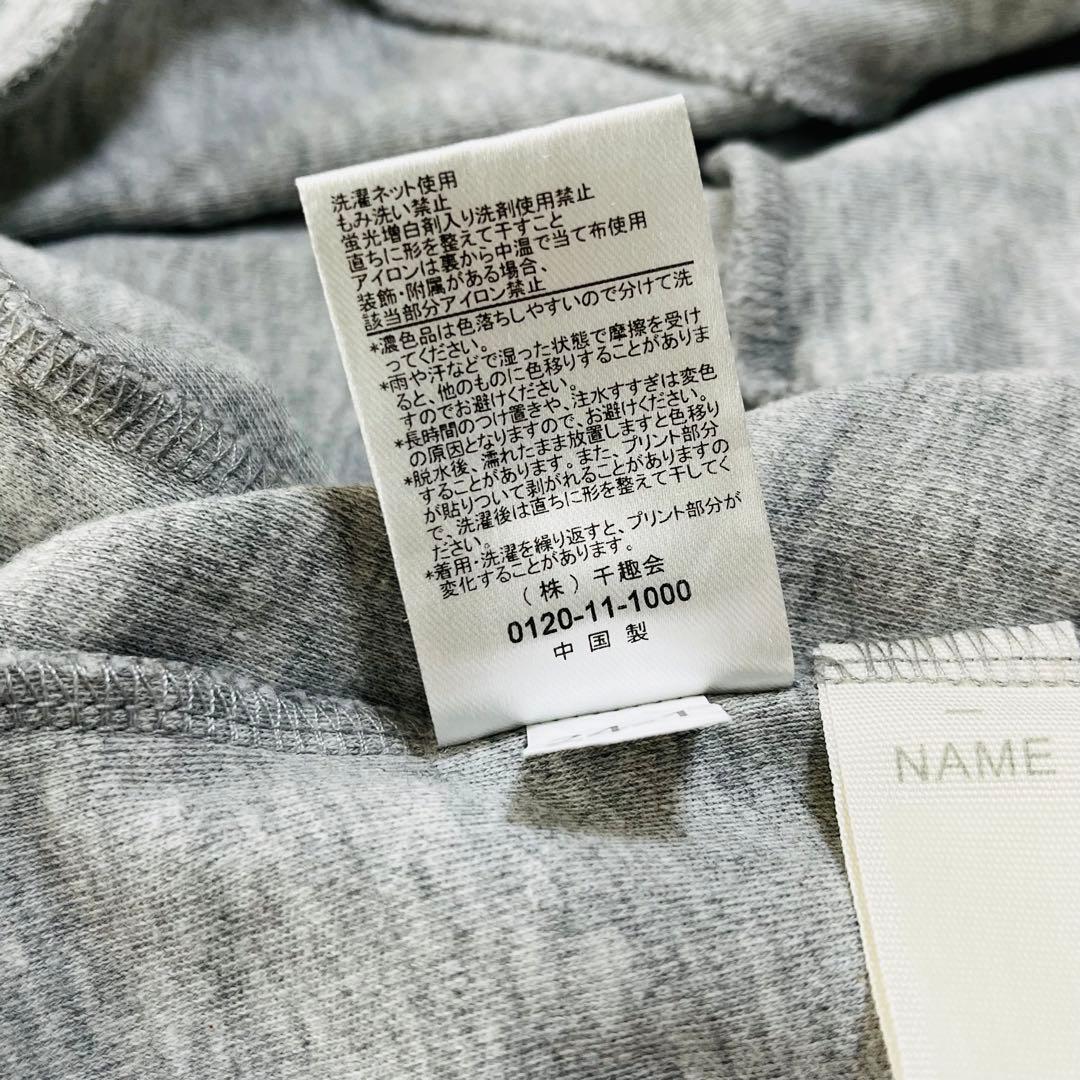 洗濯ネット使用
もみ洗い禁止
蛍光増白剤入り洗剤使用禁止
直ちに形を整えて干すこと
アイロンは裏から中温で当て布使用
装飾・附属がある場合、
該当部分アイロン禁止
*濃色品は色落ちしやすいので分けて洗
ってください。
*雨や汗などで湿った状態で摩擦を受け
ると、他のものに色移りすることがありま
すのでお避けください。
*長時間のつけ置きや、注水すすぎは変色
の原因となりますので、お避けください。
*脱水後、濡れたまま放置しますと色移り
することがあります。また、プリント部分
が貼りついて剥がれることがありますの
で、洗濯後は直ちに形を整えて干してく
ださい。
*着用・洗濯を繰り返すと、プリント部分が
変化することがあります。
（株）千趣会
0120-11-1000
中国製
NAME